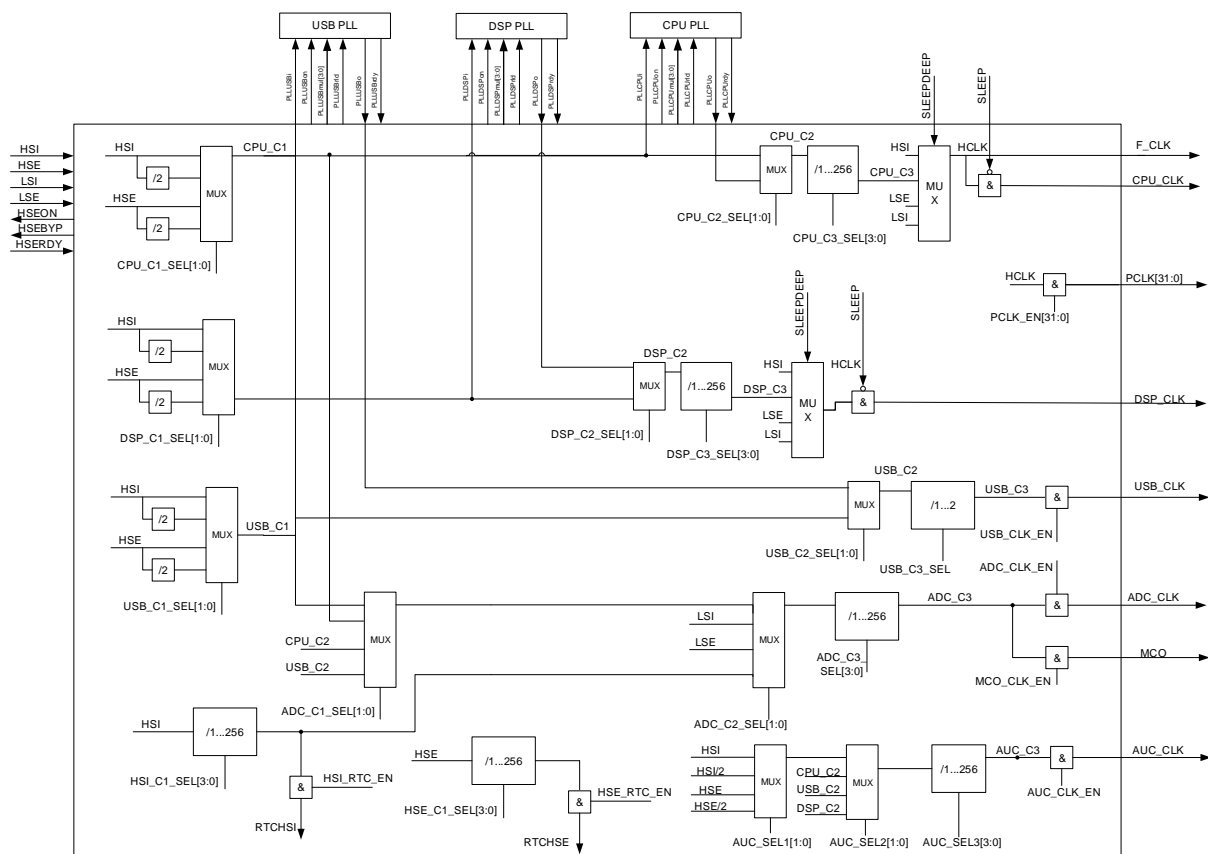 USB PLL
DSP PLL
CPU PLL
PLLUSBi
PLLUSBon
PLLUSBmul[3:0]
PLLUSBrld
PLLUSBo
PLLUSBrdy
PLLDSPi
PLLDSPon
PLLDSPmul[3:0]
PLLDSPrld
PLLDSPo
PLLDSPrdy
PLLCPUi
PLLCPUon
PLLCPUmul[3:0]
PLLCPUrld
PLLCPUo
PLLCPUrdy
SLEEPDEEP
SLEEP
HSI
HSE
LSI
LSE
HSEON
HSEBYP
HSERDY
HSI
/2
HSE
/2
MUX
CPU_C1
CPU_C1_SEL[1:0]
CPU_C2
MUX
/1...256
CPU_C2_SEL[1:0]
CPU_C3_SEL[3:0]
HSI
CPU_C3
LSE
LSI
MU
X
HCLK
&
F_CLK
CPU_CLK
HCLK
&
PCLK[31:0]
PCLK_EN[31:0]
HSI
/2
HSE
/2
MUX
DSP_C1_SEL[1:0]
DSP_C2
MUX
/1...256
DSP_C2_SEL[1:0]
DSP_C3_SEL[3:0]
SLEEPDEEP
SLEEP
HSI
DSP_C3
LSE
LSI
MU
X
HCLK
&
DSP_CLK
HSI
/2
HSE
/2
MUX
USB_C1
USB_C1_SEL[1:0]
USB_C2
MUX
/1...2
USB_C3
&
USB_CLK
USB_CLK_EN
USB_C2_SEL[1:0]
USB_C3_SEL
ADC_CLK_EN
CPU_C2
USB_C2
MUX
ADC_C1_SEL[1:0]
LSI
LSE
MUX
ADC_C2_SEL[1:0]
/1...256
ADC_C3_
SEL[3:0]
ADC_C3
&
ADC_CLK
&
MCO
MCO_CLK_EN
HSI
/1...256
HSI_C1_SEL[3:0]
&
HSI_RTC_EN
RTCHSI
HSE
/1...256
HSE_C1_SEL[3:0]
&
HSE_RTC_EN
RTCHSE
HSI
HSI/2
HSE
HSE/2
MUX
AUC_SEL1[1:0]
CPU_C2
USB_C2
DSP_C2
MUX
AUC_SEL2[1:0]
/1...256
AUC_SEL3[3:0]
AUC_C3
&
AUC_CLK
AUC_CLK_EN